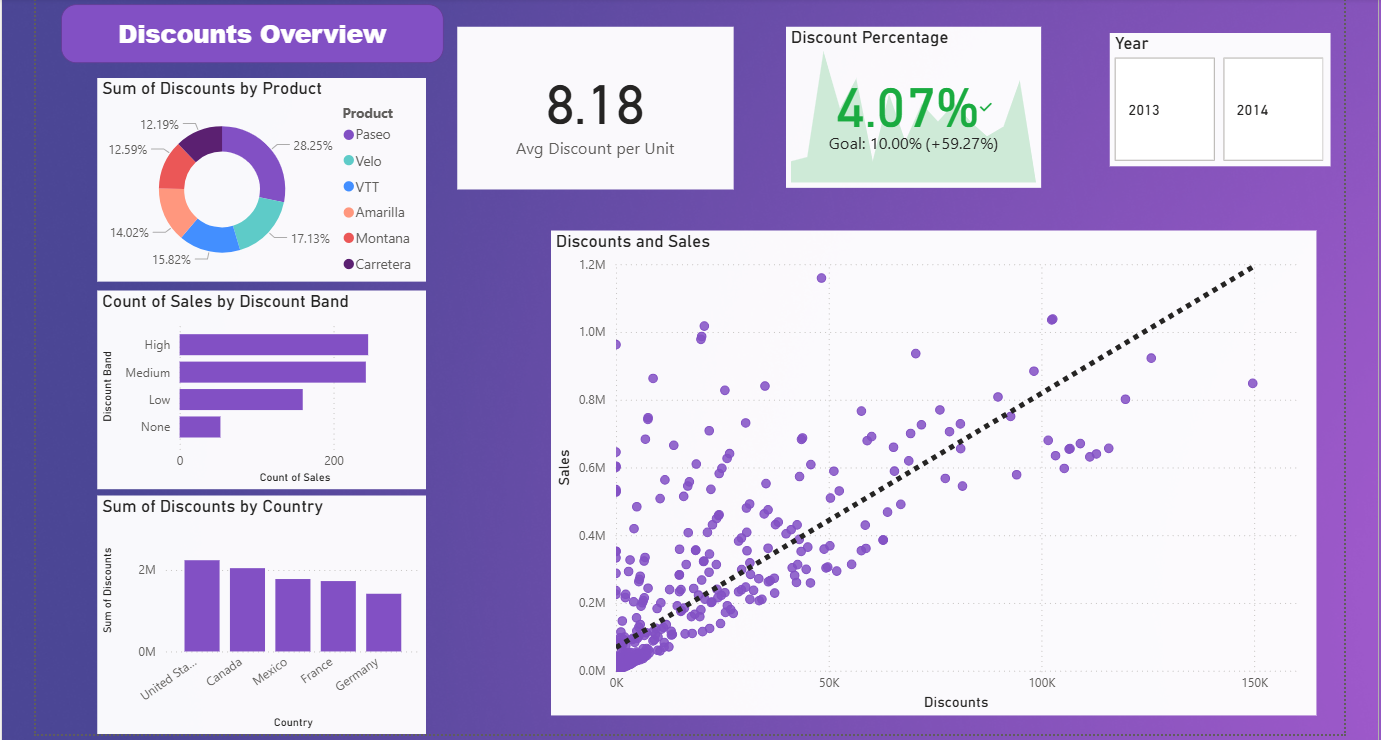 Discounts Overview
Sum of Discounts by Product
Product
Paseo
Velo
VTT
Amarilla
Montana
Carretera
28.25%
17.13%
15.82%
14.02%
12.59%
12.19%
Count of Sales by Discount Band
Discount Band
High
Medium
Low
None
0
200
Count of Sales
Sum of Discounts by Country
Sum of Discounts
2M
0M
United Sta...
Canada
Mexico
France
Germany
Country
8.18
Avg Discount per Unit
Discount Percentage
4.07%
Goal: 10.00% (+59.27%)
Year
2013
2014
Discounts and Sales
Sales
1.2M
1.0M
0.8M
0.6M
0.4M
0.2M
0.0M
0K
50K
100K
150K
Discounts